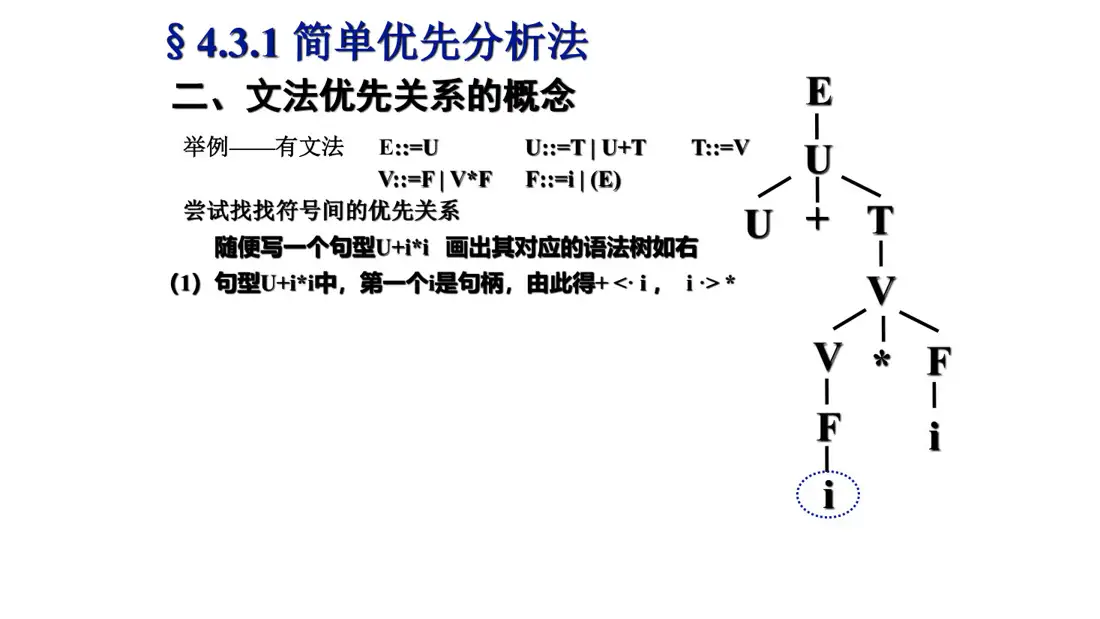 § 4.3.1 简单优先分析法
二、文法优先关系的概念
举例——有文法 E::=U U::=T | U+T T::=V
V::=F | V*F F::=i | (E)
尝试找找符号间的优先关系
随便写一个句型U+i*i 画出其对应的语法树如右
（1）句型U+i*i中，第一个i是句柄，由此得+ <· i ， i ·> *
E
U
U + T
V
V * F
F i
i